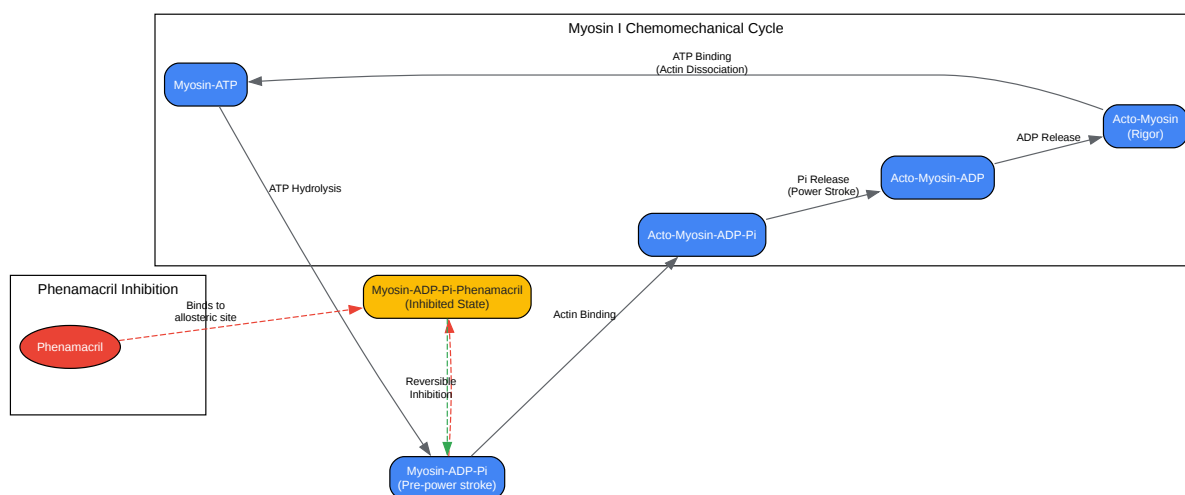 Myosin I Chemomechanical Cycle
ATP Binding
(Actin Dissociation)
Myosin-ATP
Acto-Myosin
(Rigor)
ADP Release
Acto-Myosin-ADP
Pi Release
(Power Stroke)
ATP Hydrolysis
Acto-Myosin-ADP-Pi
Phenamacril Inhibition
Myosin-ADP-Pi-Phenamacril
(Inhibited State)
Binds to
allosteric site
Actin Binding
Phenamacril
Reversible
Inhibition
Myosin-ADP-Pi
(Pre-power stroke)